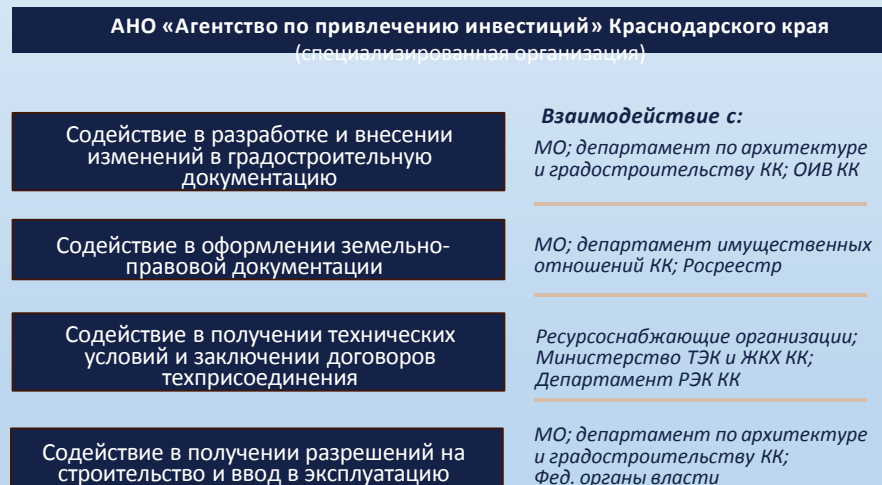 АНО «Агентство по привлечению инвестиций» Краснодарского края
(специализированная организация)
Взаимодействие с:
Содействие в разработке и внесении
изменений в градостроительную
документацию
МО; департамент по архитектуре
и градостроительству КК; ОИВ КК
Содействие в оформлении земельно-
правовой документации
МО; департамент имущественных
отношений КК; Росреестр
Содействие в получении технических
условий и заключении договоров
техприсоединения
Ресурсоснабжающие организации;
Министерство ТЭК и ЖКХ КК;
Департамент РЭК КК
Содействие в получении разрешений на
строительство и ввод в эксплуатацию
МО; департамент по архитектуре
и градостроительству КК;
Фед. органы власти